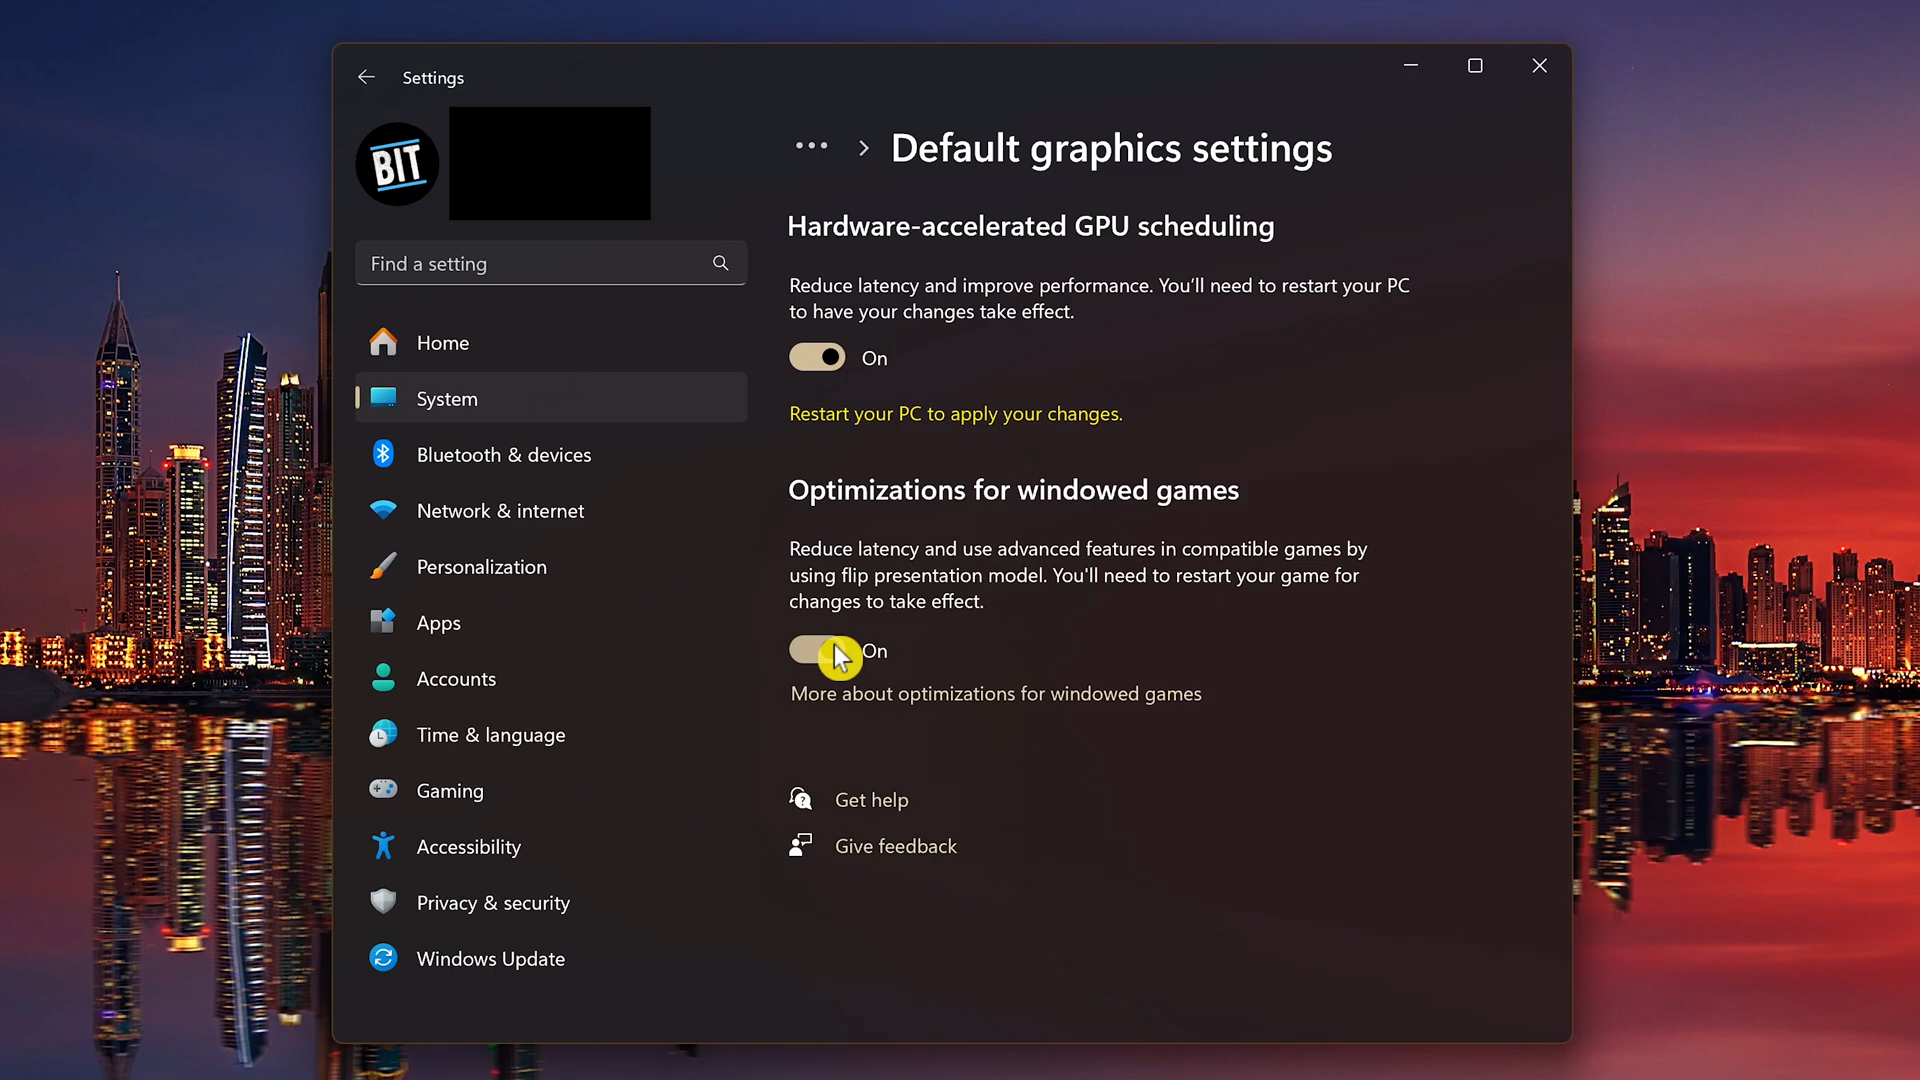 Settings
BIT
Find a setting
Home
System
Bluetooth & devices
Network & internet
Personalization
Apps
Accounts
Time & language
Gaming
Accessibility
Privacy & security
Windows Update
Default graphics settings
Hardware-accelerated GPU scheduling
Reduce latency and improve performance. You’ll need to restart your PC
to have your changes take effect.
On
Restart your PC to apply your changes.
Optimizations for windowed games
Reduce latency and use advanced features in compatible games by
using flip presentation model. You'll need to restart your game for
changes to take effect.
On
More about optimizations for windowed games
Get help
Give feedback